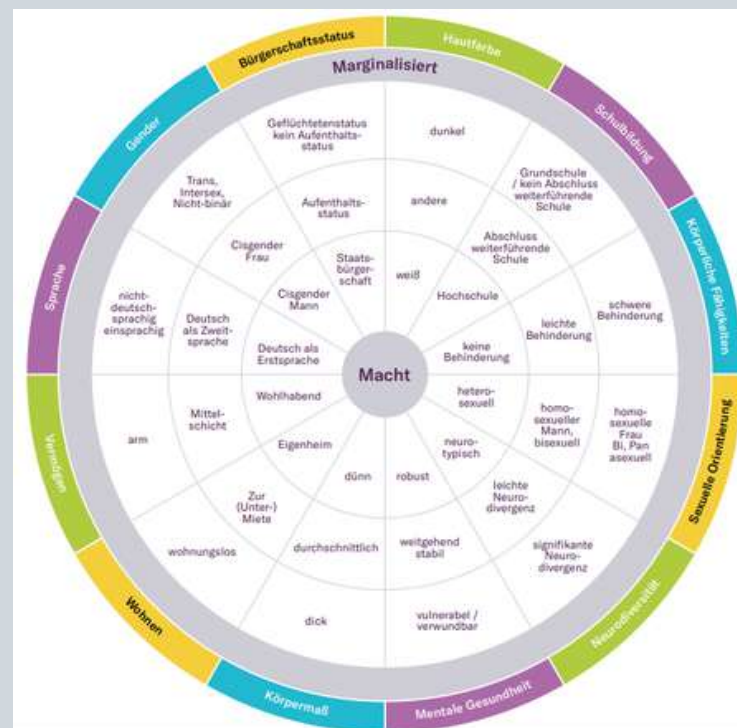 Bürgerschaftsstatus
Hautfarbe
Schulbildung
Körperliche Fähigkeiten
Sexuelle Orientierung
Neurodiversität
Mentale Gesundheit
Körpermaß
Wohnen
Vermögen
Sprache
Gender
Marginalisiert
Geflüchtetenstatus
kein Aufenthalts-
status
Aufenthalts-
status
Staats-
bürger-
schaft
dunkel
andere
weiß
Grundschule
/ kein Abschluss
weiterführende
Schule
Abschluss
weiterführende
Schule
Hochschule
schwere
Behinderung
leichte
Behinderung
keine
Behinderung
homo-
sexuelle
Frau
Bi, Pan
asexuell
homo-
sexueller
Mann,
bisexuell
hetero-
sexuell
signifikante
Neuro-
divergenz
leichte
Neuro-
divergenz
neuro-
typisch
vulnerabel /
verwundbar
weitgehend
stabil
robust
dick
durchschnittlich
dünn
wohnungslos
Zur
(Unter-)
Miete
Eigenheim
arm
Mittel-
schicht
Wohlhabend
nicht-
deutsch-
sprachig
einsprachig
Deutsch
als Zweit-
sprache
Deutsch als
Erstsprache
Trans,
Intersex,
Nicht-binär
Cisgender
Frau
Cisgender
Mann
Macht